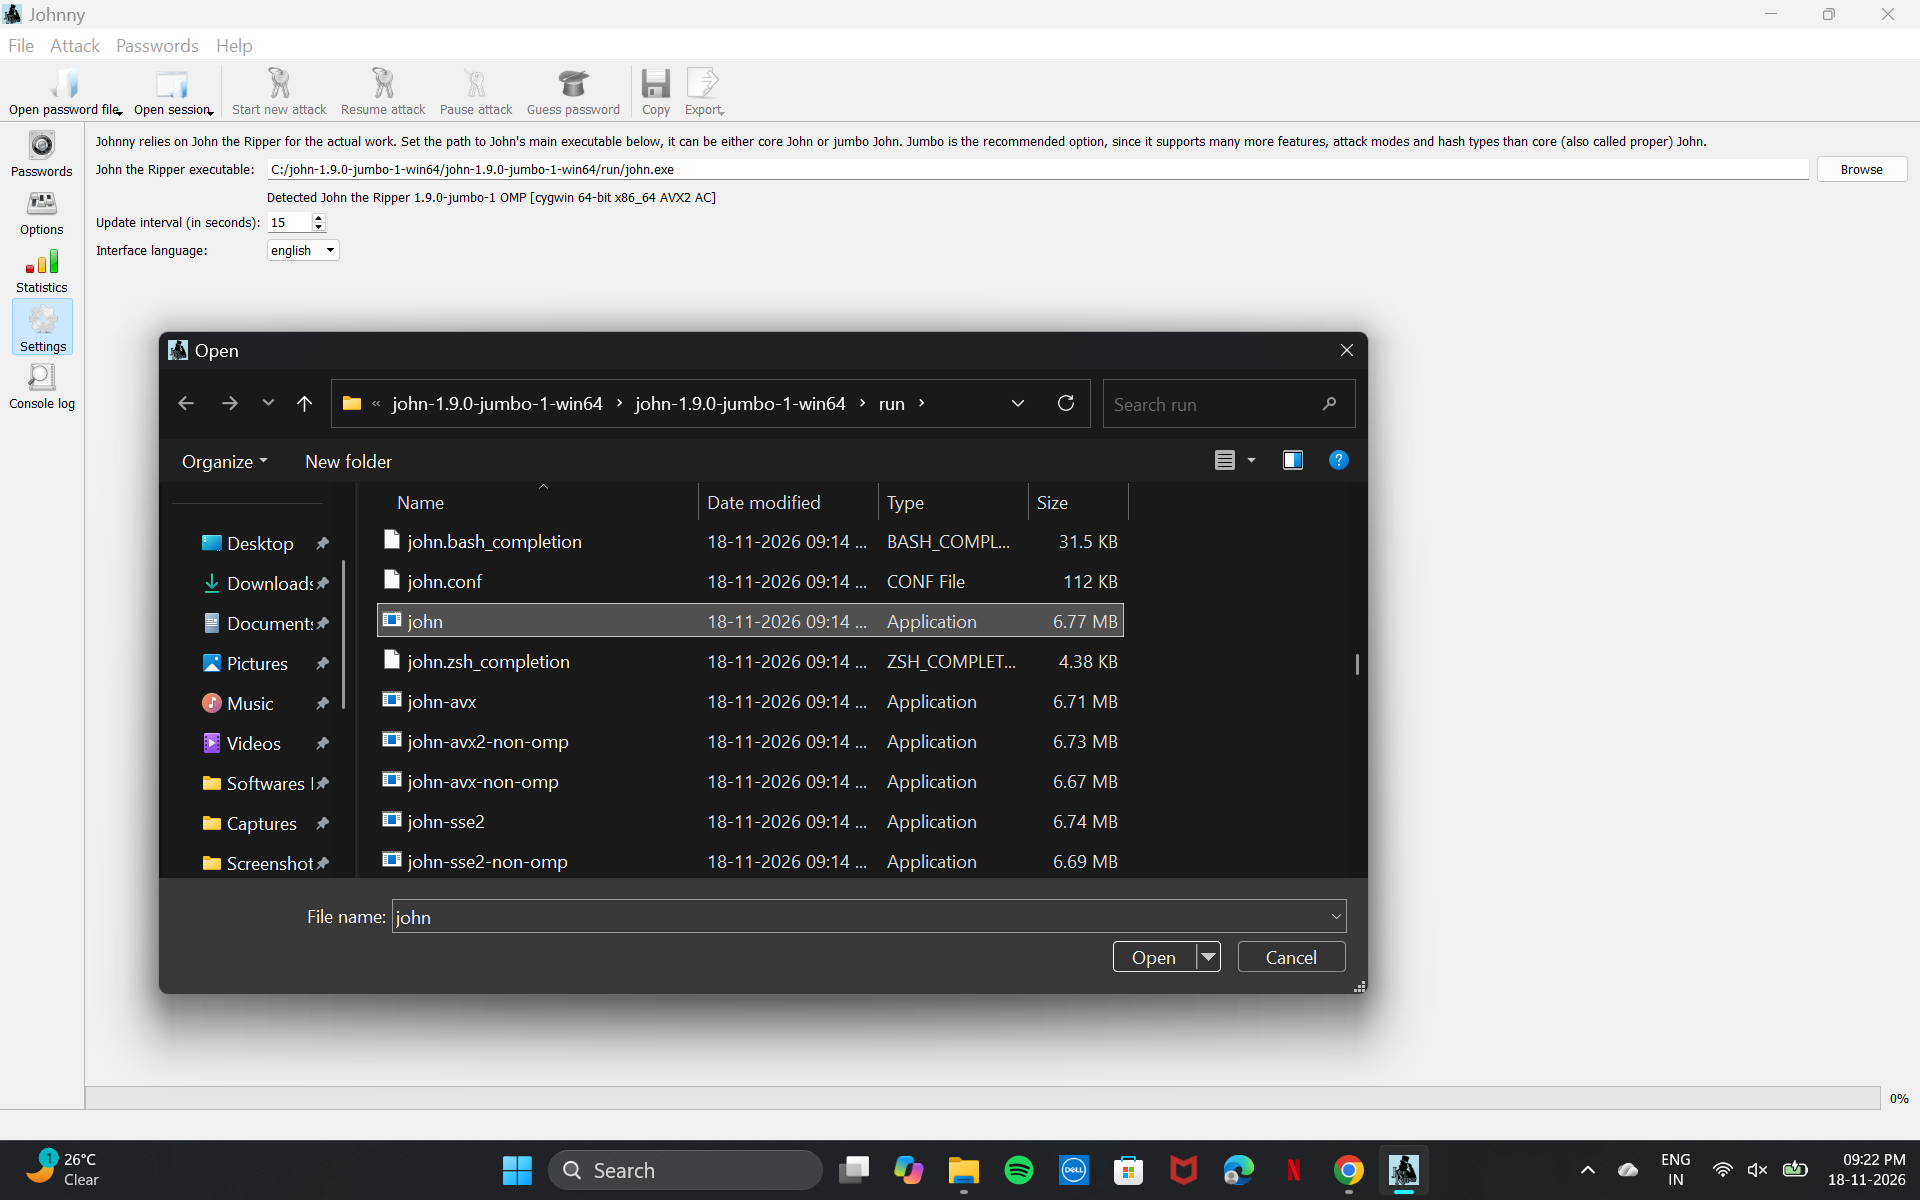 Johnny
File Attack Passwords Help
Open password file Open session Start new attack Resume attack Pause attack Guess password Copy Export
Passwords
Options
Statistics
Settings
Console log
Johnny relies on John the Ripper for the actual work. Set the path to John's main executable below, it can be either core John or jumbo John. Jumbo is the recommended option, since it supports many more features, attack modes and hash types than core (also called proper) John.
John the Ripper executable: C:/john-1.9.0-jumbo-1-win64/john-1.9.0-jumbo-1-win64/run/john.exe Browse
Detected John the Ripper 1.9.0-jumbo-1 OMP [cygwin 64-bit x86_64 AVX2 AC]
Update interval (in seconds): 15
Interface language: english
Open
« john-1.9.0-jumbo-1-win64 › john-1.9.0-jumbo-1-win64 › run › Search run
Organize New folder ?
Desktop
Downloads
Documents
Pictures
Music
Videos
Softwares
Captures
Screenshot
Name Date modified Type Size
john.bash_completion 18-11-2026 09:14 ... BASH_COMPL... 31.5 KB
john.conf 18-11-2026 09:14 ... CONF File 112 KB
john 18-11-2026 09:14 ... Application 6.77 MB
john.zsh_completion 18-11-2026 09:14 ... ZSH_COMPLET... 4.38 KB
john-avx 18-11-2026 09:14 ... Application 6.71 MB
john-avx2-non-omp 18-11-2026 09:14 ... Application 6.73 MB
john-avx-non-omp 18-11-2026 09:14 ... Application 6.67 MB
john-sse2 18-11-2026 09:14 ... Application 6.74 MB
john-sse2-non-omp 18-11-2026 09:14 ... Application 6.69 MB
File name: john
Open Cancel
0%
1
26°C
Clear
Search
DELL
N
ENG
IN
09:22 PM
18-11-2026